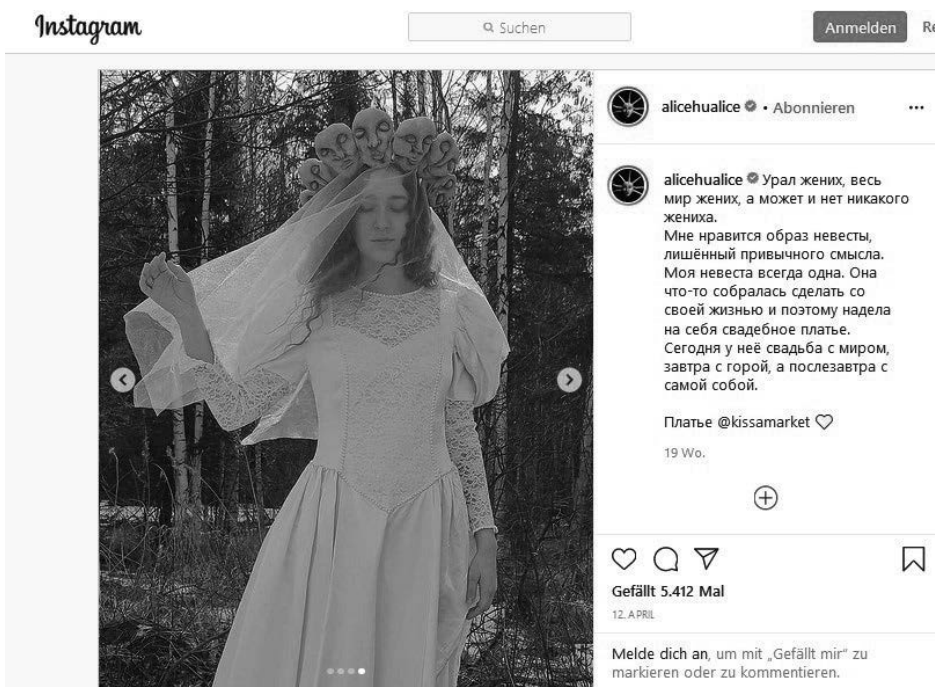 Instagram
Suchen
Anmelden
alicehualice • Abonnieren
alicehualice Урал жених, весь
мир жених, а может и нет никакого
жениха.
Мне нравится образ невесты,
лишённый привычного смысла.
Моя невеста всегда одна. Она
что-то собралась сделать со
своей жизнью и поэтому надела
на себя свадебное платье.
Сегодня у неё свадьба с миром,
завтра с горой, а послезавтра с
самой собой.
Платье @kissamarket ♡
19 Wo.
Gefällt 5.412 Mal
12. APRIL
Melde dich an, um mit „Gefällt mir“ zu
markieren oder zu kommentieren.